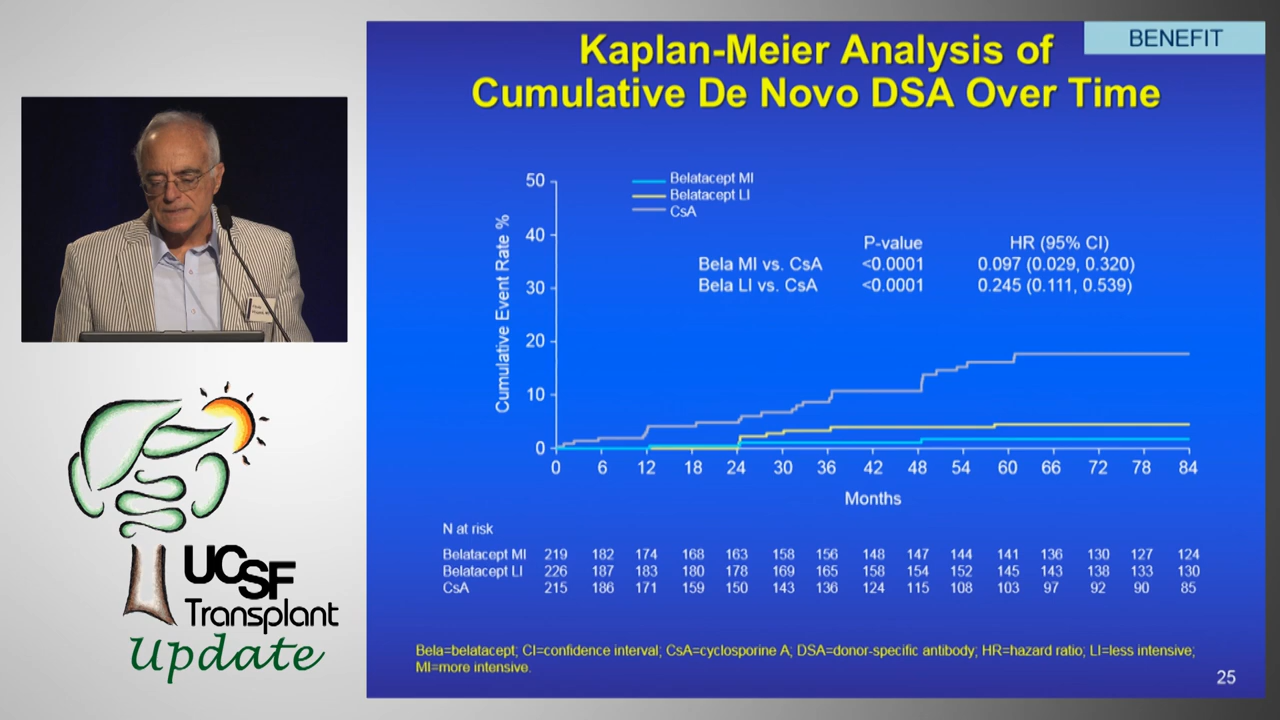 BENEFIT
Kaplan-Meier Analysis of
Cumulative De Novo DSA Over Time
Belatacept MI
Belatacept LI
CsA
P-value HR (95% CI)
Bela MI vs. CsA <0.0001 0.097 (0.029, 0.320)
Bela LI vs. CsA <0.0001 0.245 (0.111, 0.539)
Cumulative Event Rate %
50
40
30
20
10
0
0 6 12 18 24 30 36 42 48 54 60 66 72 78 84
Months
N at risk
Belatacept MI 219 182 174 168 163 158 156 148 147 144 141 136 130 127 124
Belatacept LI 226 187 183 180 178 169 165 158 154 152 145 143 138 133 130
CsA 215 186 171 159 150 143 136 124 115 108 103 97 92 90 85
Bela=belatacept; CI=confidence interval; CsA=cyclosporine A; DSA=donor-specific antibody; HR=hazard ratio; LI=less intensive;
MI=more intensive.
25
UCSF
Transplant
Update